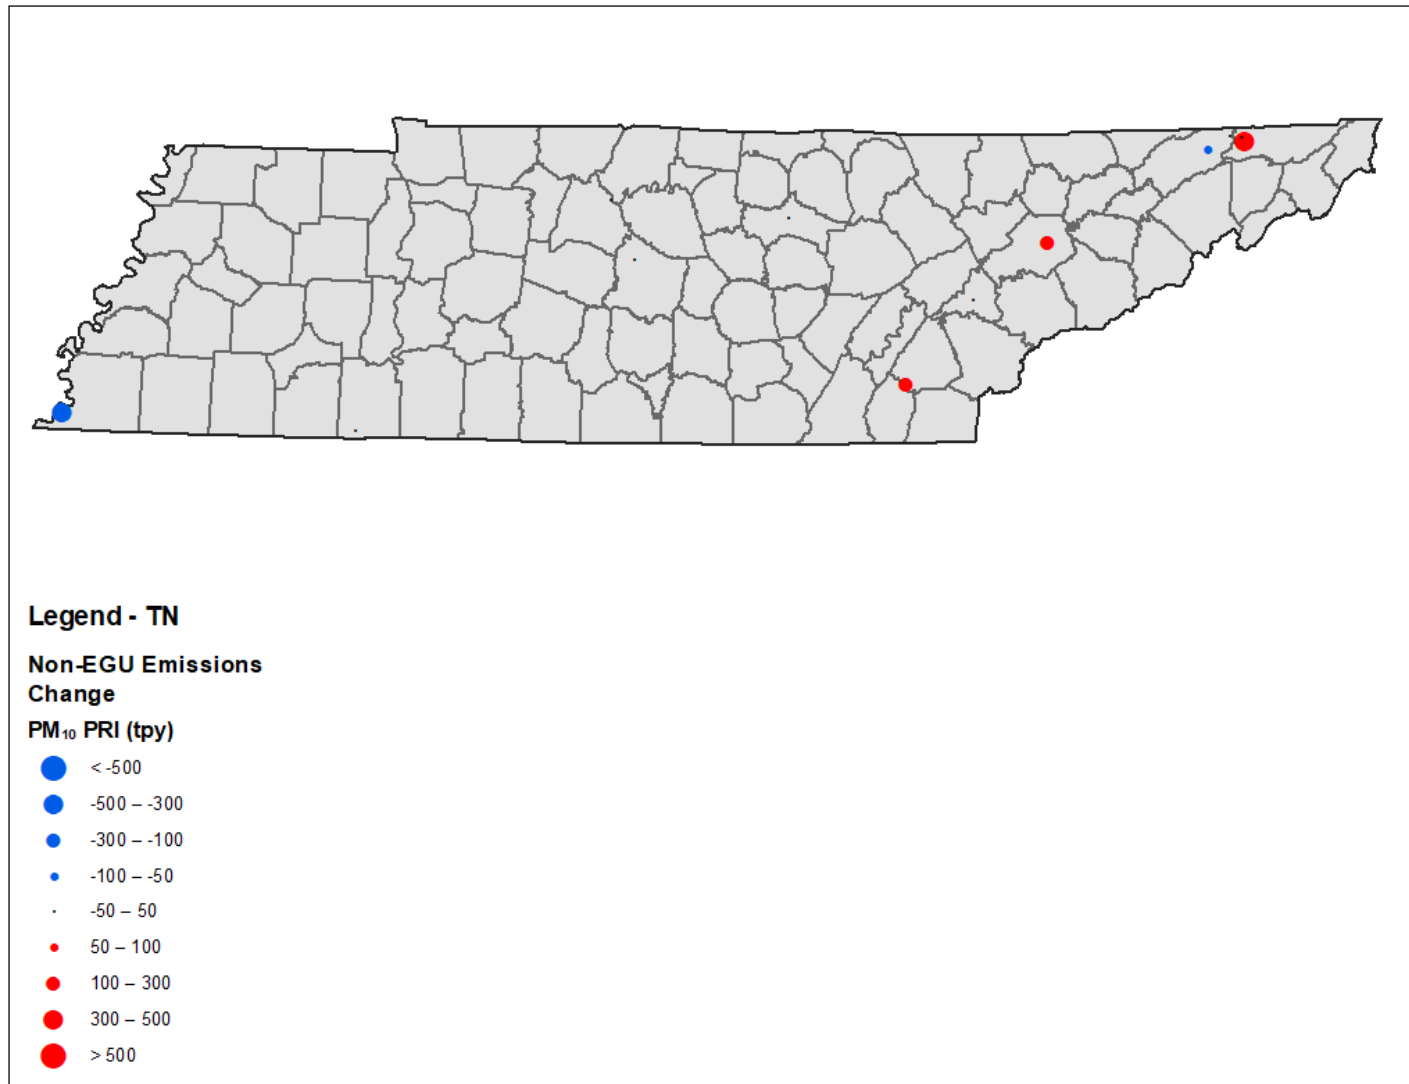 Legend - TN
Non-EGU Emissions
Change
PM₁₀ PRI (tpy)
< -500
-500 – -300
-300 – -100
-100 – -50
-50 – 50
50 – 100
100 – 300
300 – 500
> 500